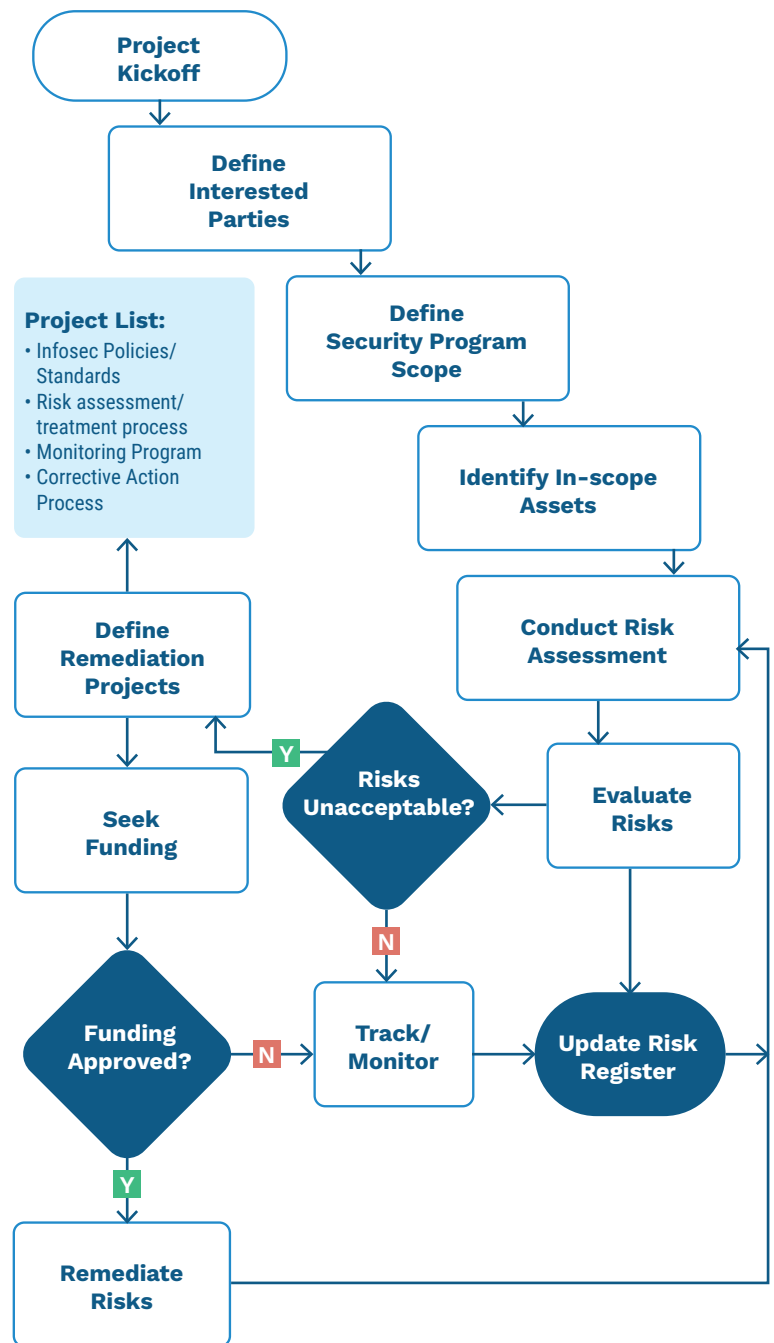 Project
Kickoff
Define
Interested
Parties
Define
Security Program
Scope
Project List:
• Infosec Policies/
Standards
• Risk assessment/
treatment process
• Monitoring Program
• Corrective Action
Process
Identify In-scope
Assets
Conduct Risk
Assessment
Define
Remediation
Projects
Y
Risks
Unacceptable?
Evaluate
Risks
Seek
Funding
N
Funding
Approved?
N
Track/
Monitor
Update Risk
Register
Y
Remediate
Risks